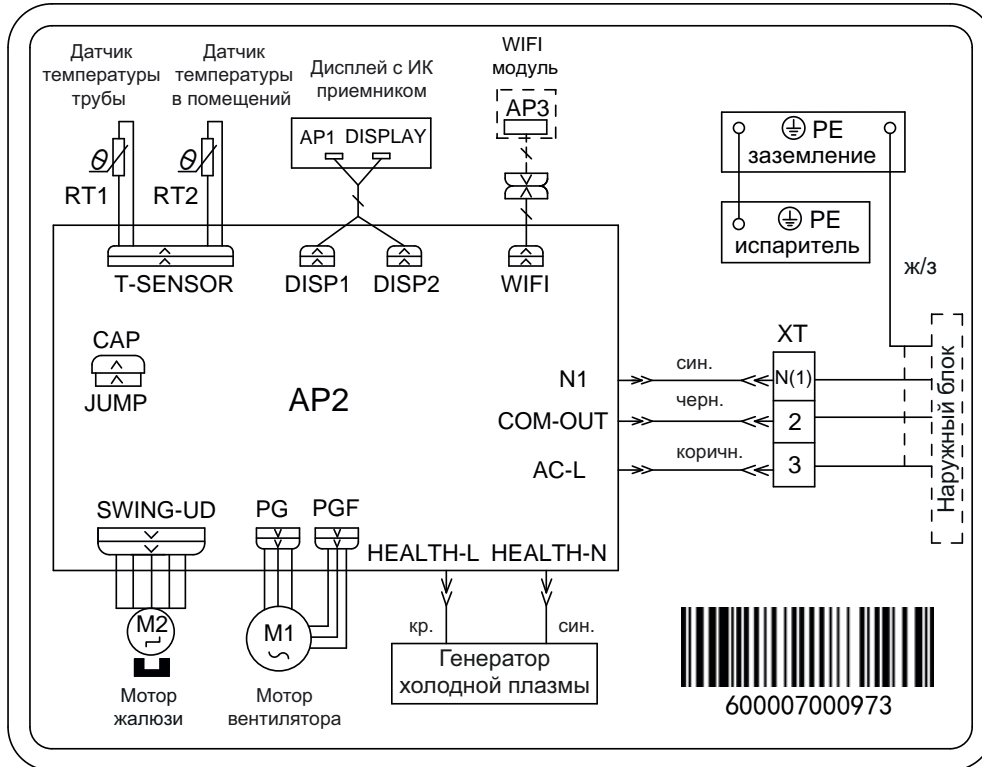 Датчик
температуры
трубы
Датчик
температуры
в помещений
Дисплей с ИК
приемником
WIFI
модуль
AP1 DISPLAY
AP3
PE
заземление
RT1
RT2
PE
испаритель
T-SENSOR
DISP1
DISP2
WIFI
ж/з
CAP
JUMP
AP2
XT
N1
син.
N(1)
COM-OUT
черн.
2
AC-L
коричн.
3
Наружный блок
SWING-UD
PG
PGF
HEALTH-L
HEALTH-N
M2
M1
кр.
син.
Генератор
холодной плазмы
Мотор
жалюзи
Мотор
вентилятора
600007000973